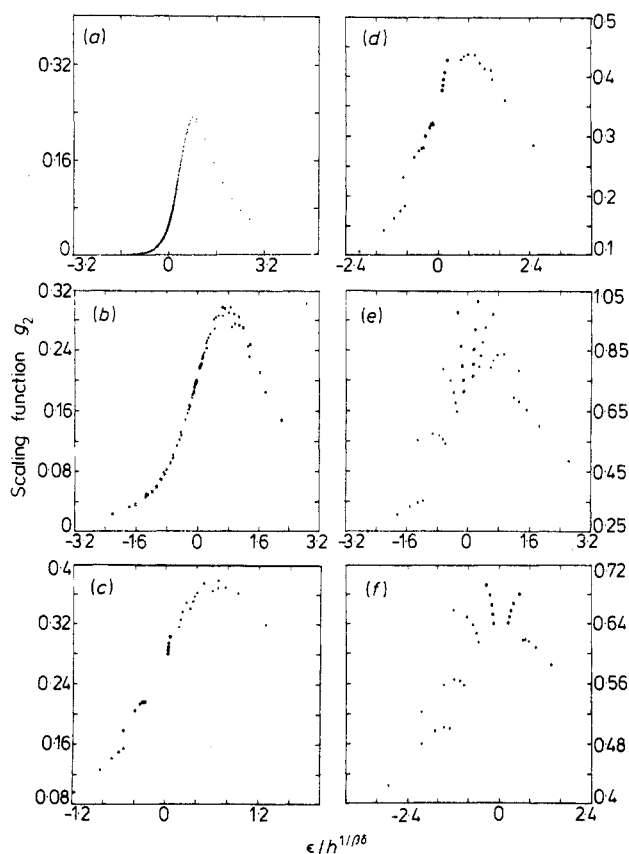 (a)
0·32
0·16
0
-3·2 0 3·2
(d)
0·5
0·4
0·3
0·2
0·1
-2·4 0 2·4
Scaling function g₂
(b)
0·32
0·24
0·16
0·08
0
-3·2 -1·6 0 1·6 3·2
(e)
1·05
0·85
0·65
0·45
0·25
-3·2 -1·6 0 1·6 3·2
(c)
0·4
0·32
0·24
0·16
0·08
-1·2 0 1·2
(f)
0·72
0·64
0·56
0·48
0·4
-2·4 0 2·4
ϵ/h^{1/βδ}